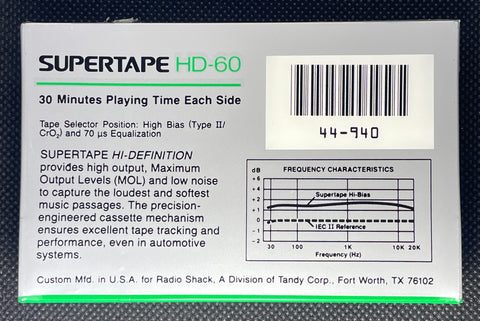 SUPERTAPE HD-60
30 Minutes Playing Time Each Side
Tape Selector Position: High Bias (Type II/
CrO₂) and 70 µs Equalization
SUPERTAPE HI-DEFINITION
provides high output, Maximum
Output Levels (MOL) and low noise
to capture the loudest and softest
music passages. The precision-
engineered cassette mechanism
ensures excellent tape tracking and
performance, even in automotive
systems.
44-940
FREQUENCY CHARACTERISTICS
dB
+6
+4
+2
±0
-2
Supertape Hi-Bias
IEC II Reference
30 100 1K 10K 20K
Frequency (Hz)
Custom Mfd. in U.S.A. for Radio Shack, A Division of Tandy Corp., Fort Worth, TX 76102